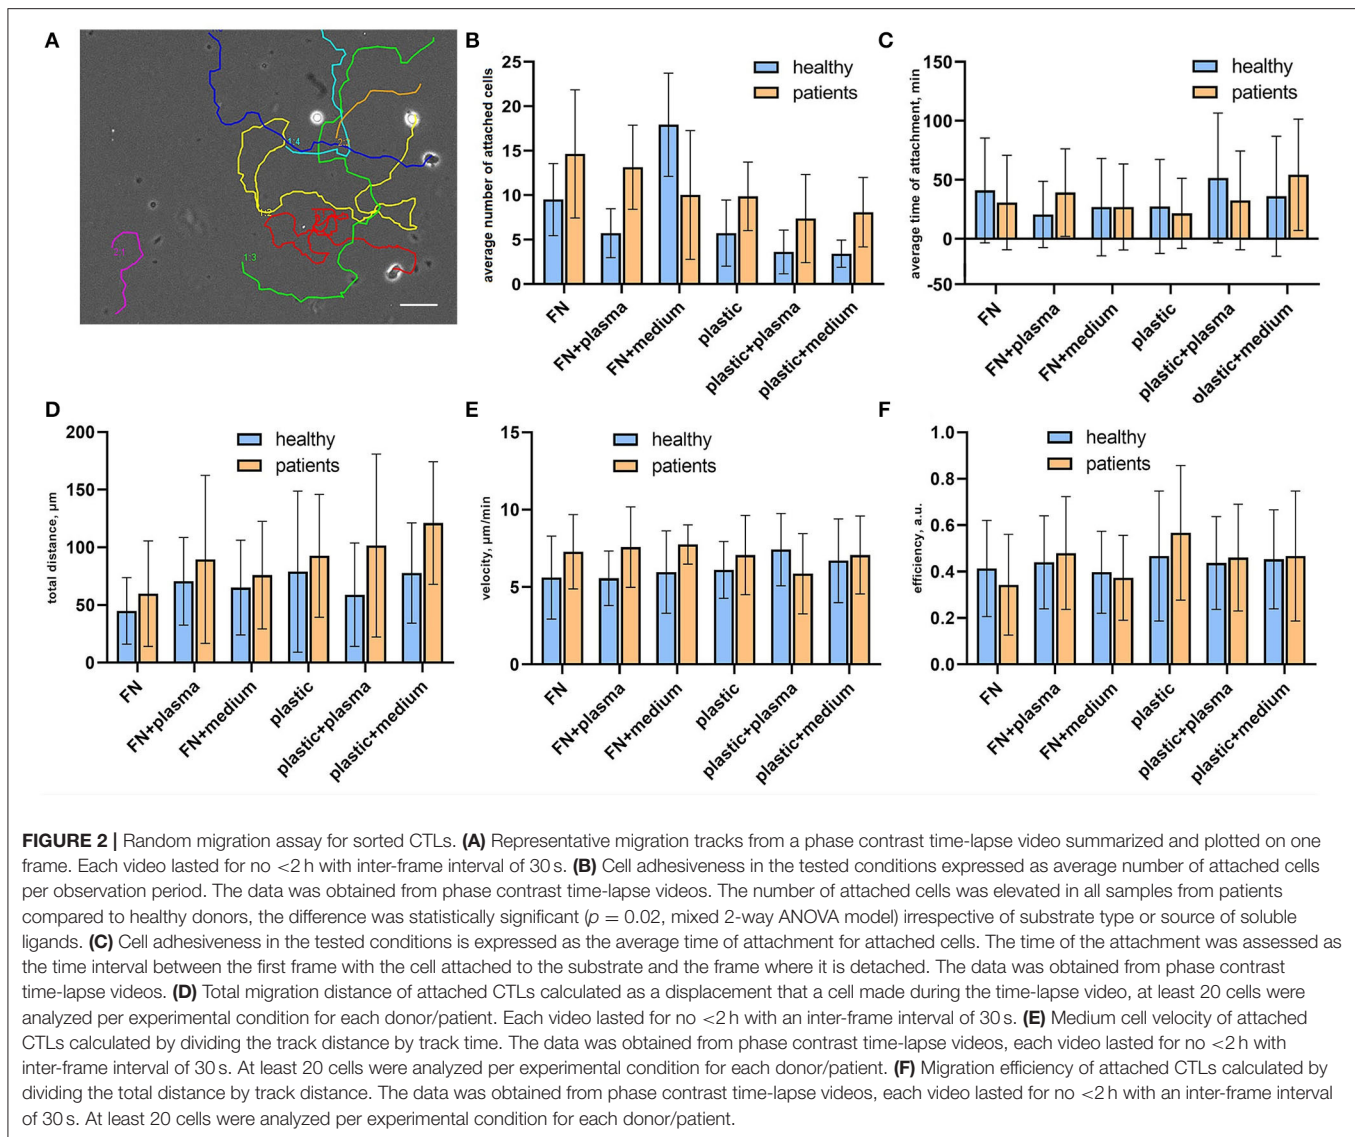 A
1:4
2:3
1:2
1:3
2:1
B
healthy
patients
average number of attached cells
25
20
15
10
5
0
FN
FN+plasma
FN+medium
plastic
plastic+plasma
plastic+medium
C
healthy
patients
average time of attachment, min
150
100
50
0
-50
FN
FN+plasma
FN+medium
plastic
plastic+plasma
plastic+medium
D
healthy
patients
total distance, μm
200
150
100
50
0
FN
FN+plasma
FN+medium
plastic
plastic+plasma
plastic+medium
E
healthy
patients
velocity, μm/min
15
10
5
0
FN
FN+plasma
FN+medium
plastic
plastic+plasma
plastic+medium
F
healthy
patients
efficiency, a.u.
1.0
0.8
0.6
0.4
0.2
0.0
FN
FN+plasma
FN+medium
plastic
plastic+plasma
plastic+medium
FIGURE 2 | Random migration assay for sorted CTLs. (A) Representative migration tracks from a phase contrast time-lapse video summarized and plotted on one
frame. Each video lasted for no <2 h with inter-frame interval of 30 s. (B) Cell adhesiveness in the tested conditions expressed as average number of attached cells
per observation period. The data was obtained from phase contrast time-lapse videos. The number of attached cells was elevated in all samples from patients
compared to healthy donors, the difference was statistically significant (p = 0.02, mixed 2-way ANOVA model) irrespective of substrate type or source of soluble
ligands. (C) Cell adhesiveness in the tested conditions is expressed as the average time of attachment for attached cells. The time of the attachment was assessed as
the time interval between the first frame with the cell attached to the substrate and the frame where it is detached. The data was obtained from phase contrast
time-lapse videos. (D) Total migration distance of attached CTLs calculated as a displacement that a cell made during the time-lapse video, at least 20 cells were
analyzed per experimental condition for each donor/patient. Each video lasted for no <2 h with an inter-frame interval of 30 s. (E) Medium cell velocity of attached
CTLs calculated by dividing the track distance by track time. The data was obtained from phase contrast time-lapse videos, each video lasted for no <2 h with
inter-frame interval of 30 s. At least 20 cells were analyzed per experimental condition for each donor/patient. (F) Migration efficiency of attached CTLs calculated by
dividing the total distance by track distance. The data was obtained from phase contrast time-lapse videos, each video lasted for no <2 h with an inter-frame interval
of 30 s. At least 20 cells were analyzed per experimental condition for each donor/patient.